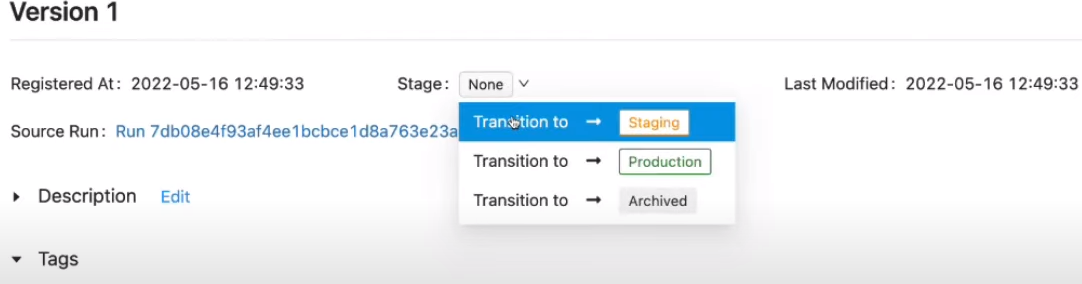 Version 1
Registered At: 2022-05-16 12:49:33
Stage: None
Last Modified: 2022-05-16 12:49:33
Source Run: Run 7db08e4f93af4ee1bcbce1d8a763e23a
Transition to → Staging
Transition to → Production
Transition to → Archived
Description Edit
Tags